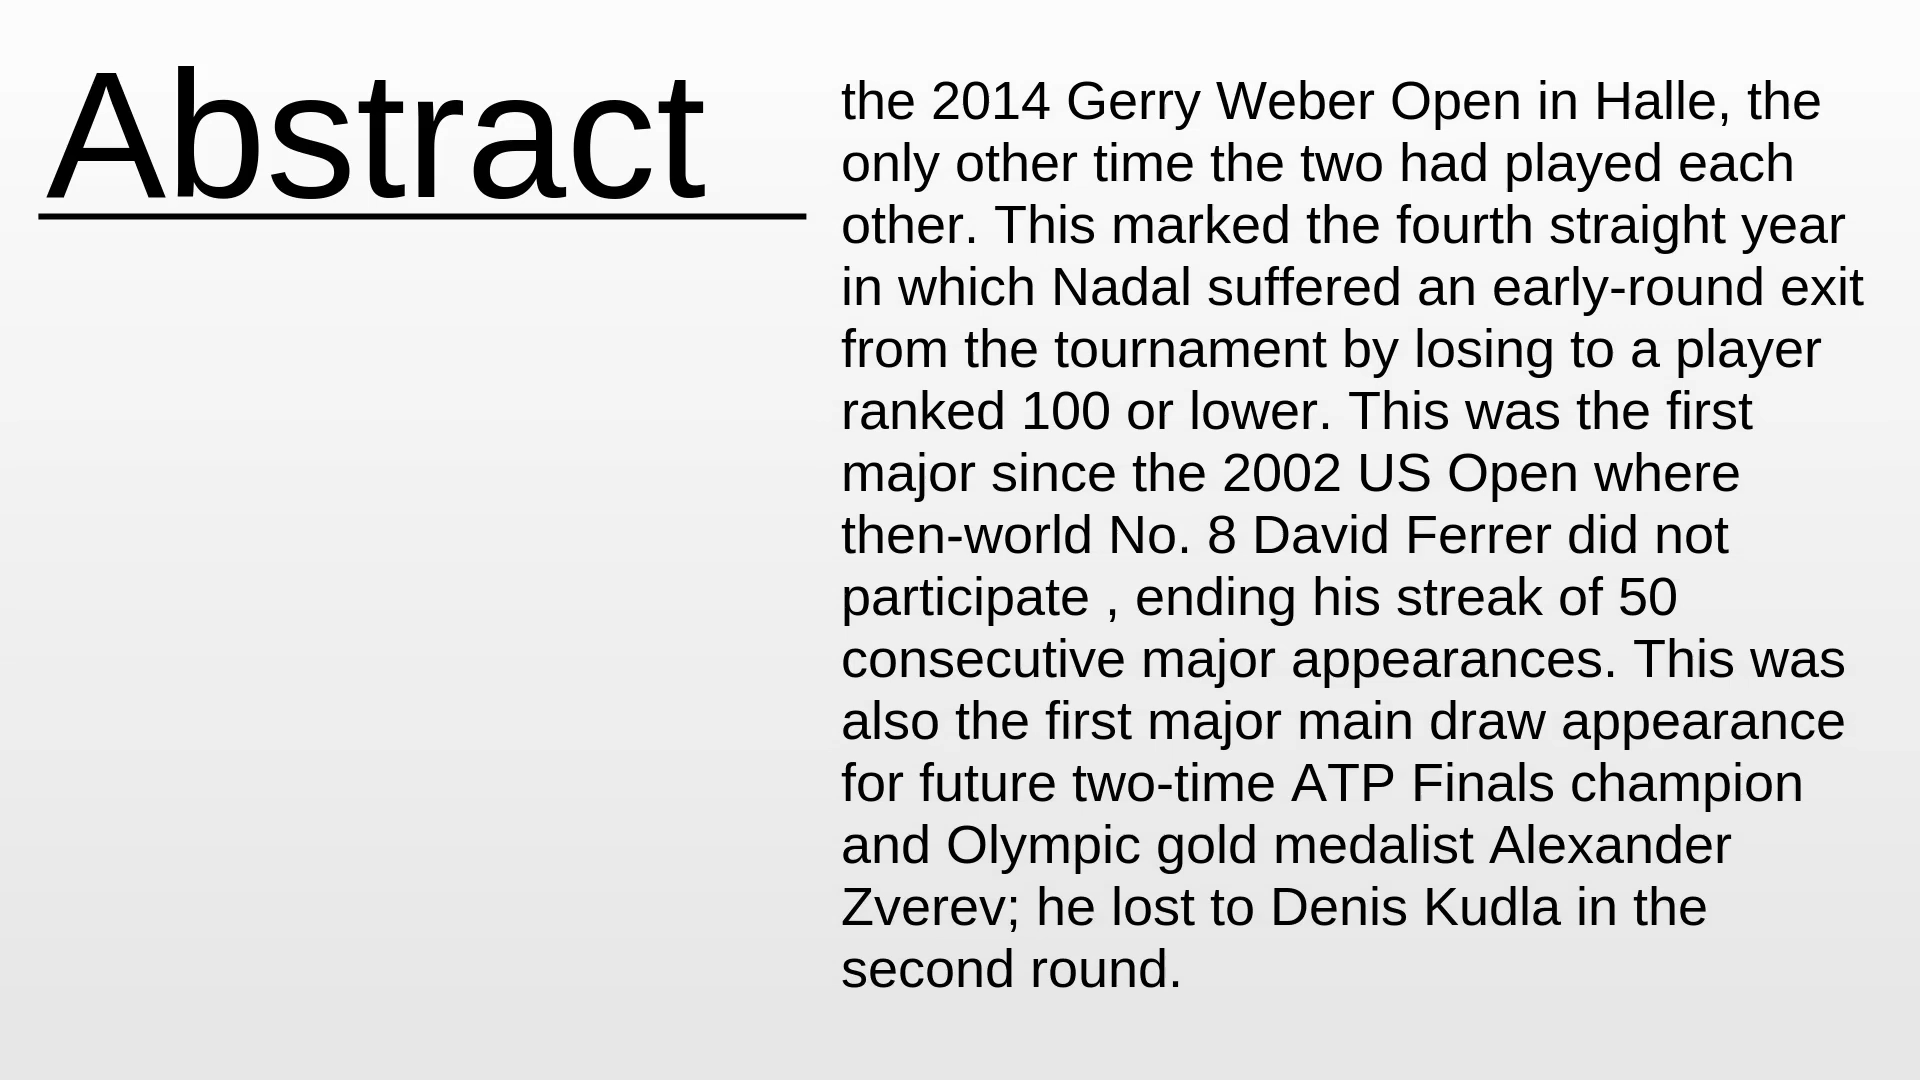 Abstract
the 2014 Gerry Weber Open in Halle, the
only other time the two had played each
other. This marked the fourth straight year
in which Nadal suffered an early-round exit
from the tournament by losing to a player
ranked 100 or lower. This was the first
major since the 2002 US Open where
then-world No. 8 David Ferrer did not
participate , ending his streak of 50
consecutive major appearances. This was
also the first major main draw appearance
for future two-time ATP Finals champion
and Olympic gold medalist Alexander
Zverev; he lost to Denis Kudla in the
second round.